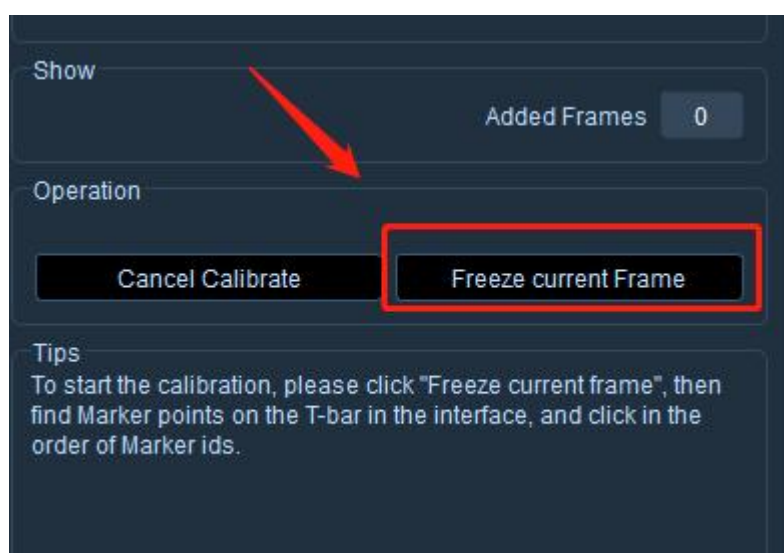 Show
Added Frames 0
Operation
Cancel Calibrate Freeze current Frame
Tips
To start the calibration, please click "Freeze current frame", then
find Marker points on the T-bar in the interface, and click in the
order of Marker ids.